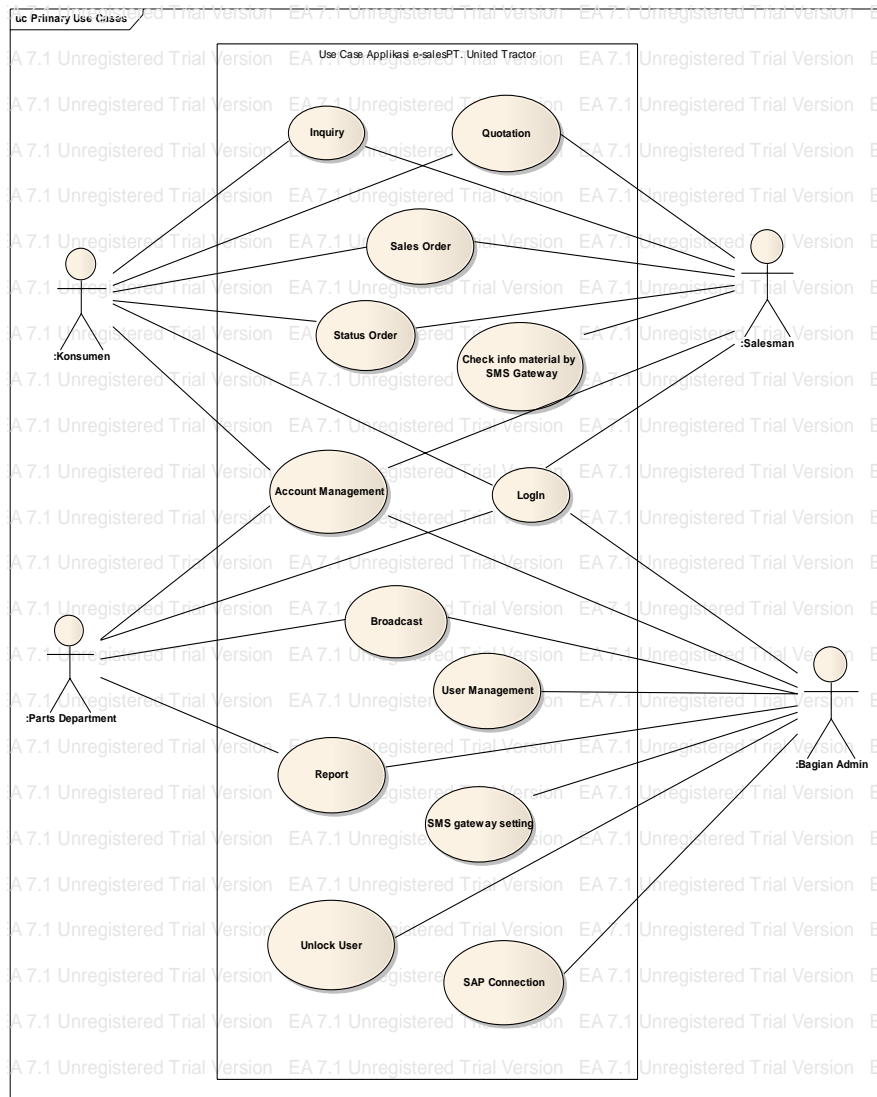 uc Primary Use Cases
Use Case Applikasi e-salesPT. United Tractor
Inquiry
Quotation
Sales Order
Status Order
Check info material by
SMS Gateway
:Konsumen
:Salesman
Account Management
LogIn
Broadcast
User Management
:Parts Department
:Bagian Admin
Report
SMS gateway setting
Unlock User
SAP Connection
EA 7.1 Unregistered Trial Version